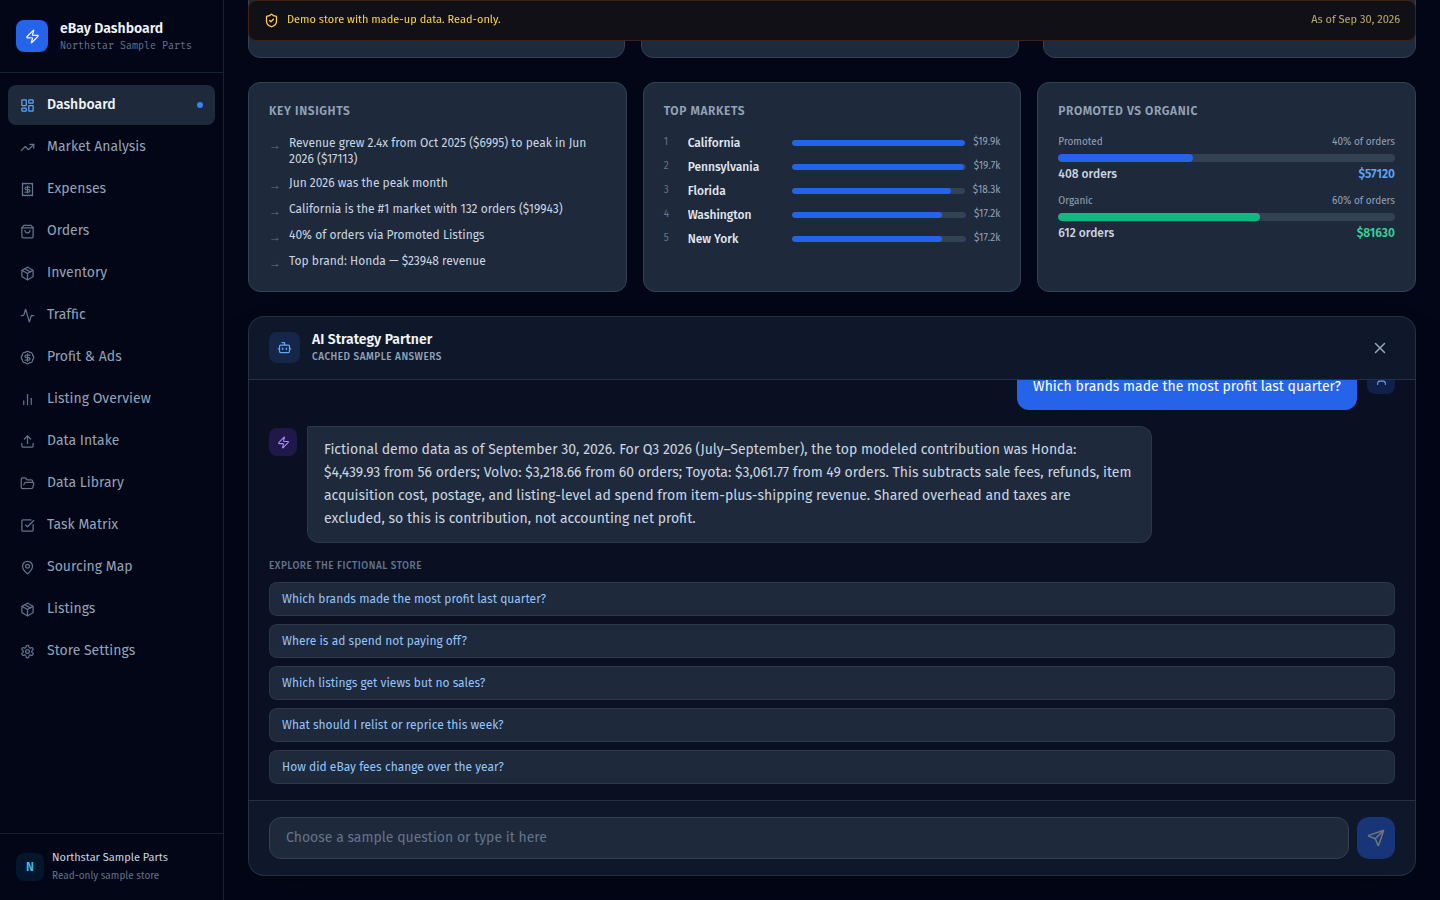 eBay Dashboard
Northstar Sample Parts
Dashboard
Market Analysis
Expenses
Orders
Inventory
Traffic
Profit & Ads
Listing Overview
Data Intake
Data Library
Task Matrix
Sourcing Map
Listings
Store Settings
N
Northstar Sample Parts
Read-only sample store
Demo store with made-up data. Read-only.
As of Sep 30, 2026
KEY INSIGHTS
→ Revenue grew 2.4x from Oct 2025 ($6995) to peak in Jun
2026 ($17113)
→ Jun 2026 was the peak month
→ California is the #1 market with 132 orders ($19943)
→ 40% of orders via Promoted Listings
→ Top brand: Honda — $23948 revenue
TOP MARKETS
1 California $19.9k
2 Pennsylvania $19.7k
3 Florida $18.3k
4 Washington $17.2k
5 New York $17.2k
PROMOTED VS ORGANIC
Promoted 40% of orders
408 orders $57120
Organic 60% of orders
612 orders $81630
AI Strategy Partner
CACHED SAMPLE ANSWERS
Which brands made the most profit last quarter?
Fictional demo data as of September 30, 2026. For Q3 2026 (July–September), the top modeled contribution was Honda:
$4,439.93 from 56 orders; Volvo: $3,218.66 from 60 orders; Toyota: $3,061.77 from 49 orders. This subtracts sale fees, refunds, item
acquisition cost, postage, and listing-level ad spend from item-plus-shipping revenue. Shared overhead and taxes are
excluded, so this is contribution, not accounting net profit.
EXPLORE THE FICTIONAL STORE
Which brands made the most profit last quarter?
Where is ad spend not paying off?
Which listings get views but no sales?
What should I relist or reprice this week?
How did eBay fees change over the year?
Choose a sample question or type it here